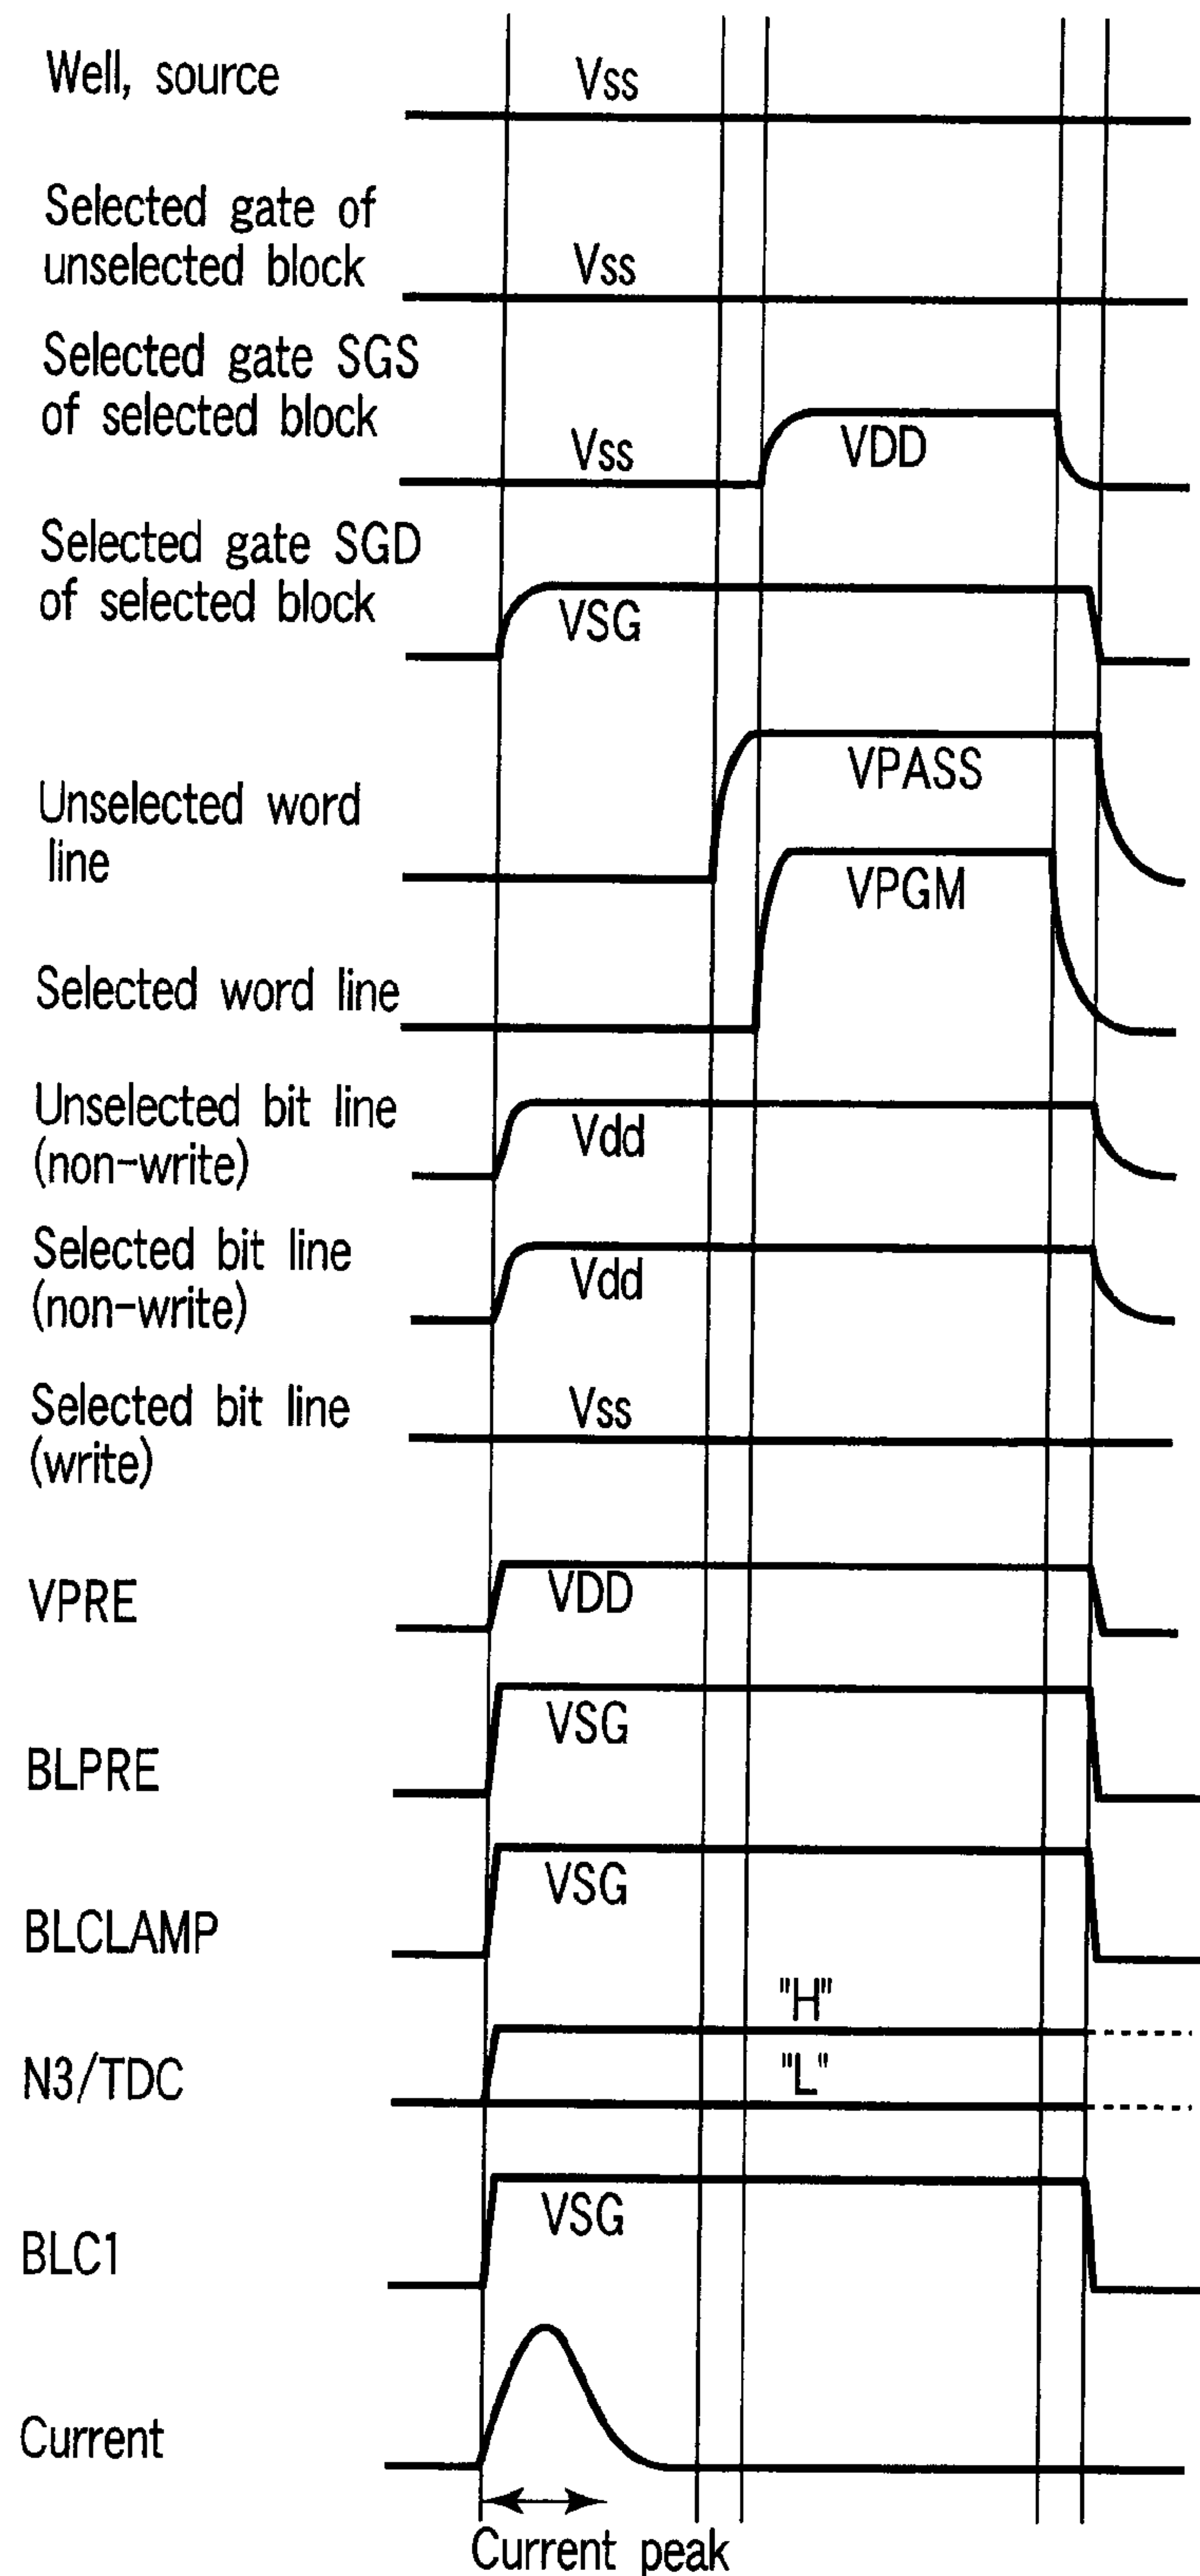 Well, source
Vss
Selected gate of
unselected block
Vss
Selected gate SGS
of selected block
Vss
VDD
Selected gate SGD
of selected block
VSG
Unselected word
line
VPASS
VPGM
Selected word line
Unselected bit line
(non-write)
Vdd
Selected bit line
(non-write)
Vdd
Selected bit line
(write)
Vss
VPRE
VDD
BLPRE
VSG
BLCLAMP
VSG
N3/TDC
"H"
"L"
BLC1
VSG
Current
Current peak